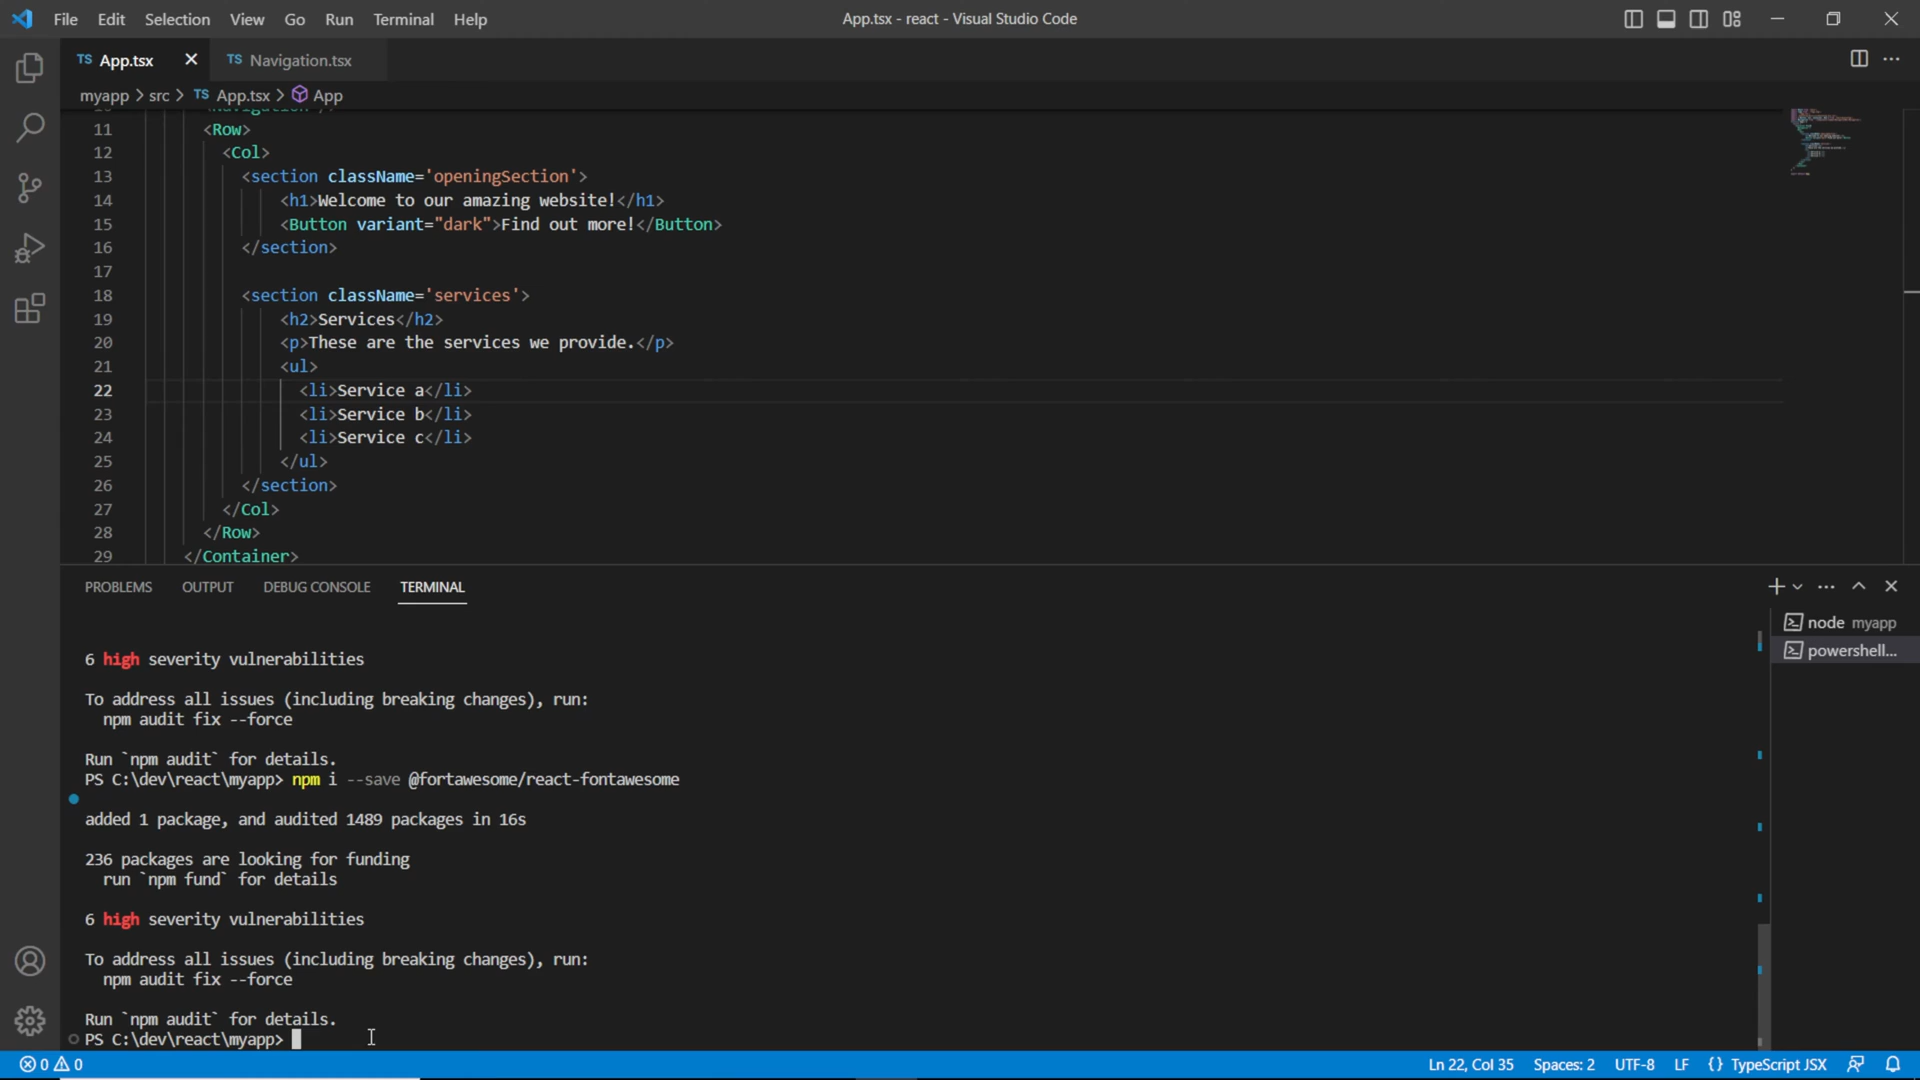 File Edit Selection View Go Run Terminal Help
App.tsx - react - Visual Studio Code
TS App.tsx
TS Navigation.tsx
myapp > src > TS App.tsx > App
11 <Row>
12 <Col>
13 <section className='openingSection'>
14 <h1>Welcome to our amazing website!</h1>
15 <Button variant="dark">Find out more!</Button>
16 </section>
17
18 <section className='services'>
19 <h2>Services</h2>
20 <p>These are the services we provide.</p>
21 <ul>
22 <li>Service a</li>
23 <li>Service b</li>
24 <li>Service c</li>
25 </ul>
26 </section>
27 </Col>
28 </Row>
29 </Container>
PROBLEMS OUTPUT DEBUG CONSOLE TERMINAL
node myapp
powershell...
6 high severity vulnerabilities
To address all issues (including breaking changes), run:
npm audit fix --force
Run `npm audit` for details.
PS C:\dev\react\myapp> npm i --save @fortawesome/react-fontawesome
added 1 package, and audited 1489 packages in 16s
236 packages are looking for funding
run `npm fund` for details
6 high severity vulnerabilities
To address all issues (including breaking changes), run:
npm audit fix --force
Run `npm audit` for details.
PS C:\dev\react\myapp>
0 0
Ln 22, Col 35 Spaces: 2 UTF-8 LF {} TypeScript JSX